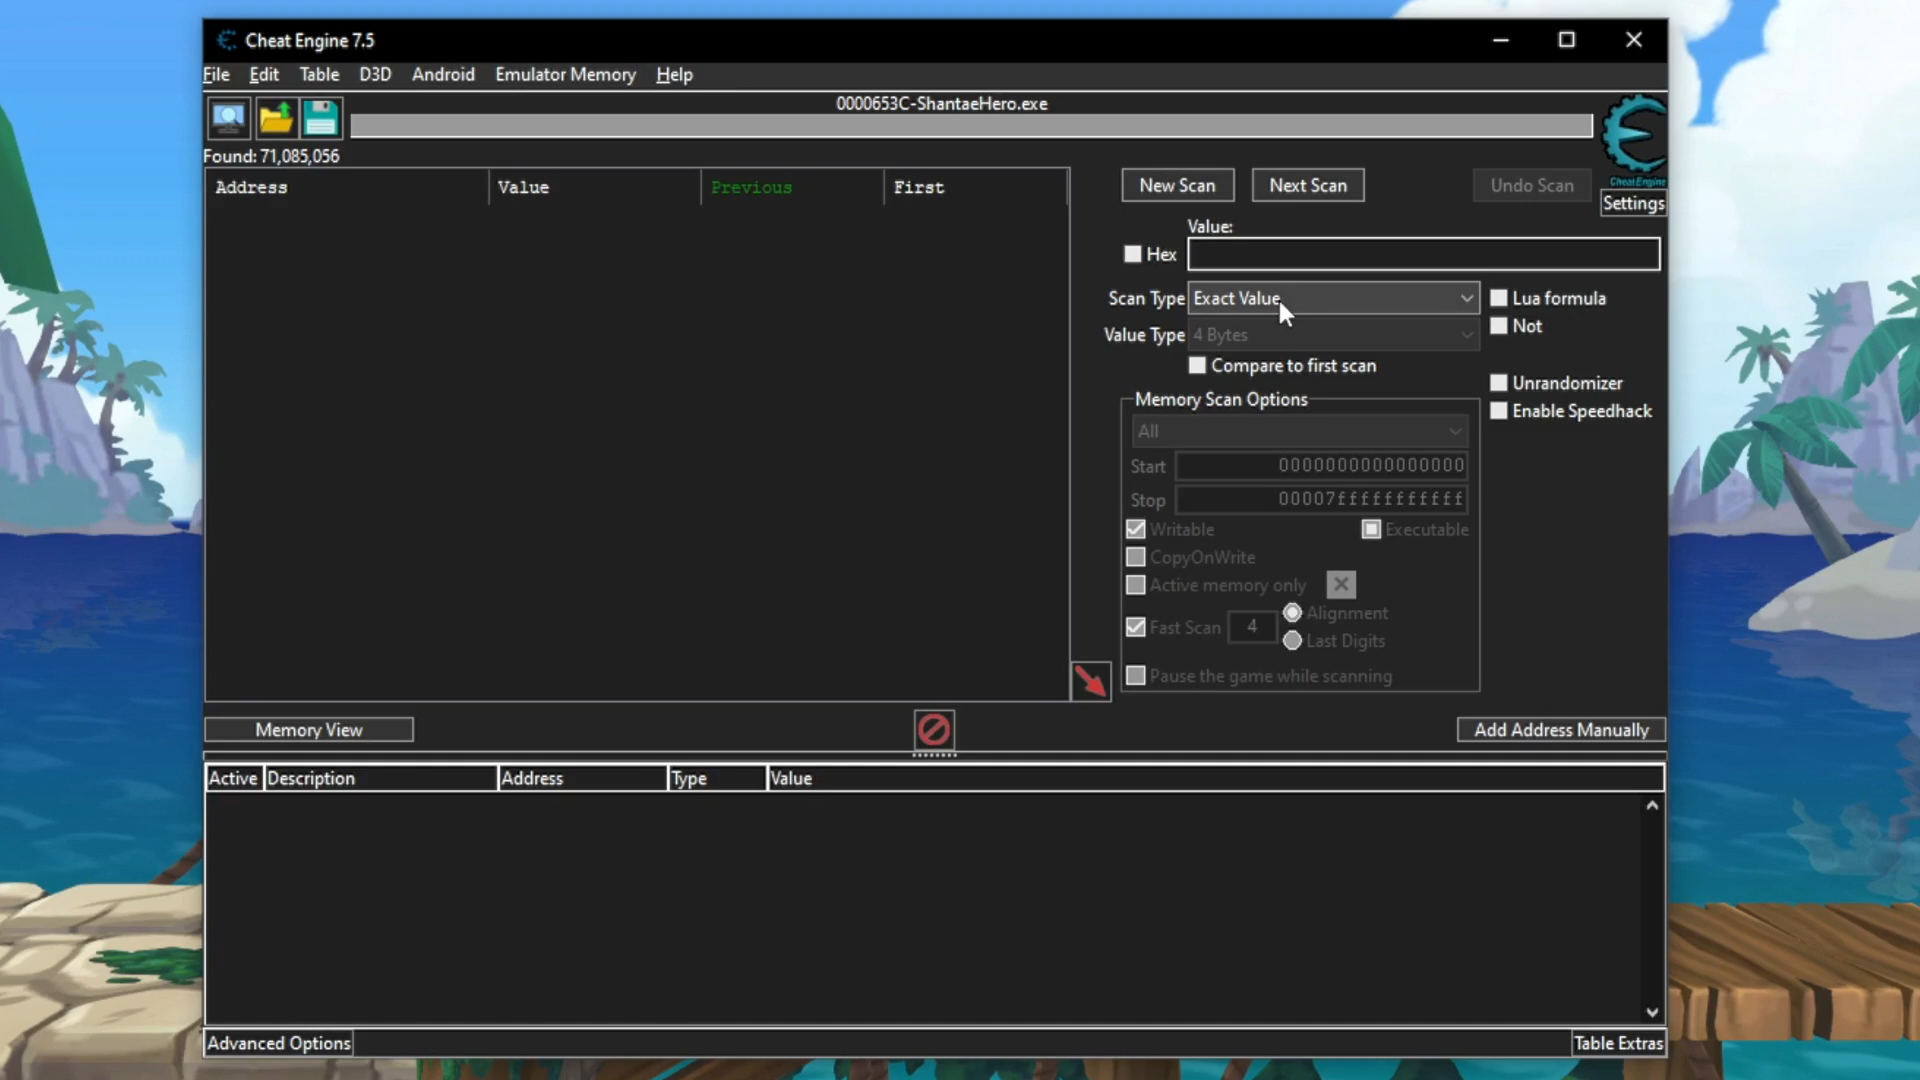 Cheat Engine 7.5
File Edit Table D3D Android Emulator Memory Help
0000653C-ShantaeHero.exe
Found: 71,085,056
Cheat Engine
Settings
Address Value Previous First
New Scan Next Scan Undo Scan
Value:
Hex
Scan Type Exact Value Lua formula
Not
Value Type 4 Bytes
Compare to first scan
Unrandomizer
Enable Speedhack
Memory Scan Options
All
Start 0000000000000000
Stop 00007fffffffffff
Writable Executable
CopyOnWrite
Active memory only
Fast Scan 4 Alignment
Last Digits
Pause the game while scanning
Memory View Add Address Manually
Active Description Address Type Value
Advanced Options Table Extras